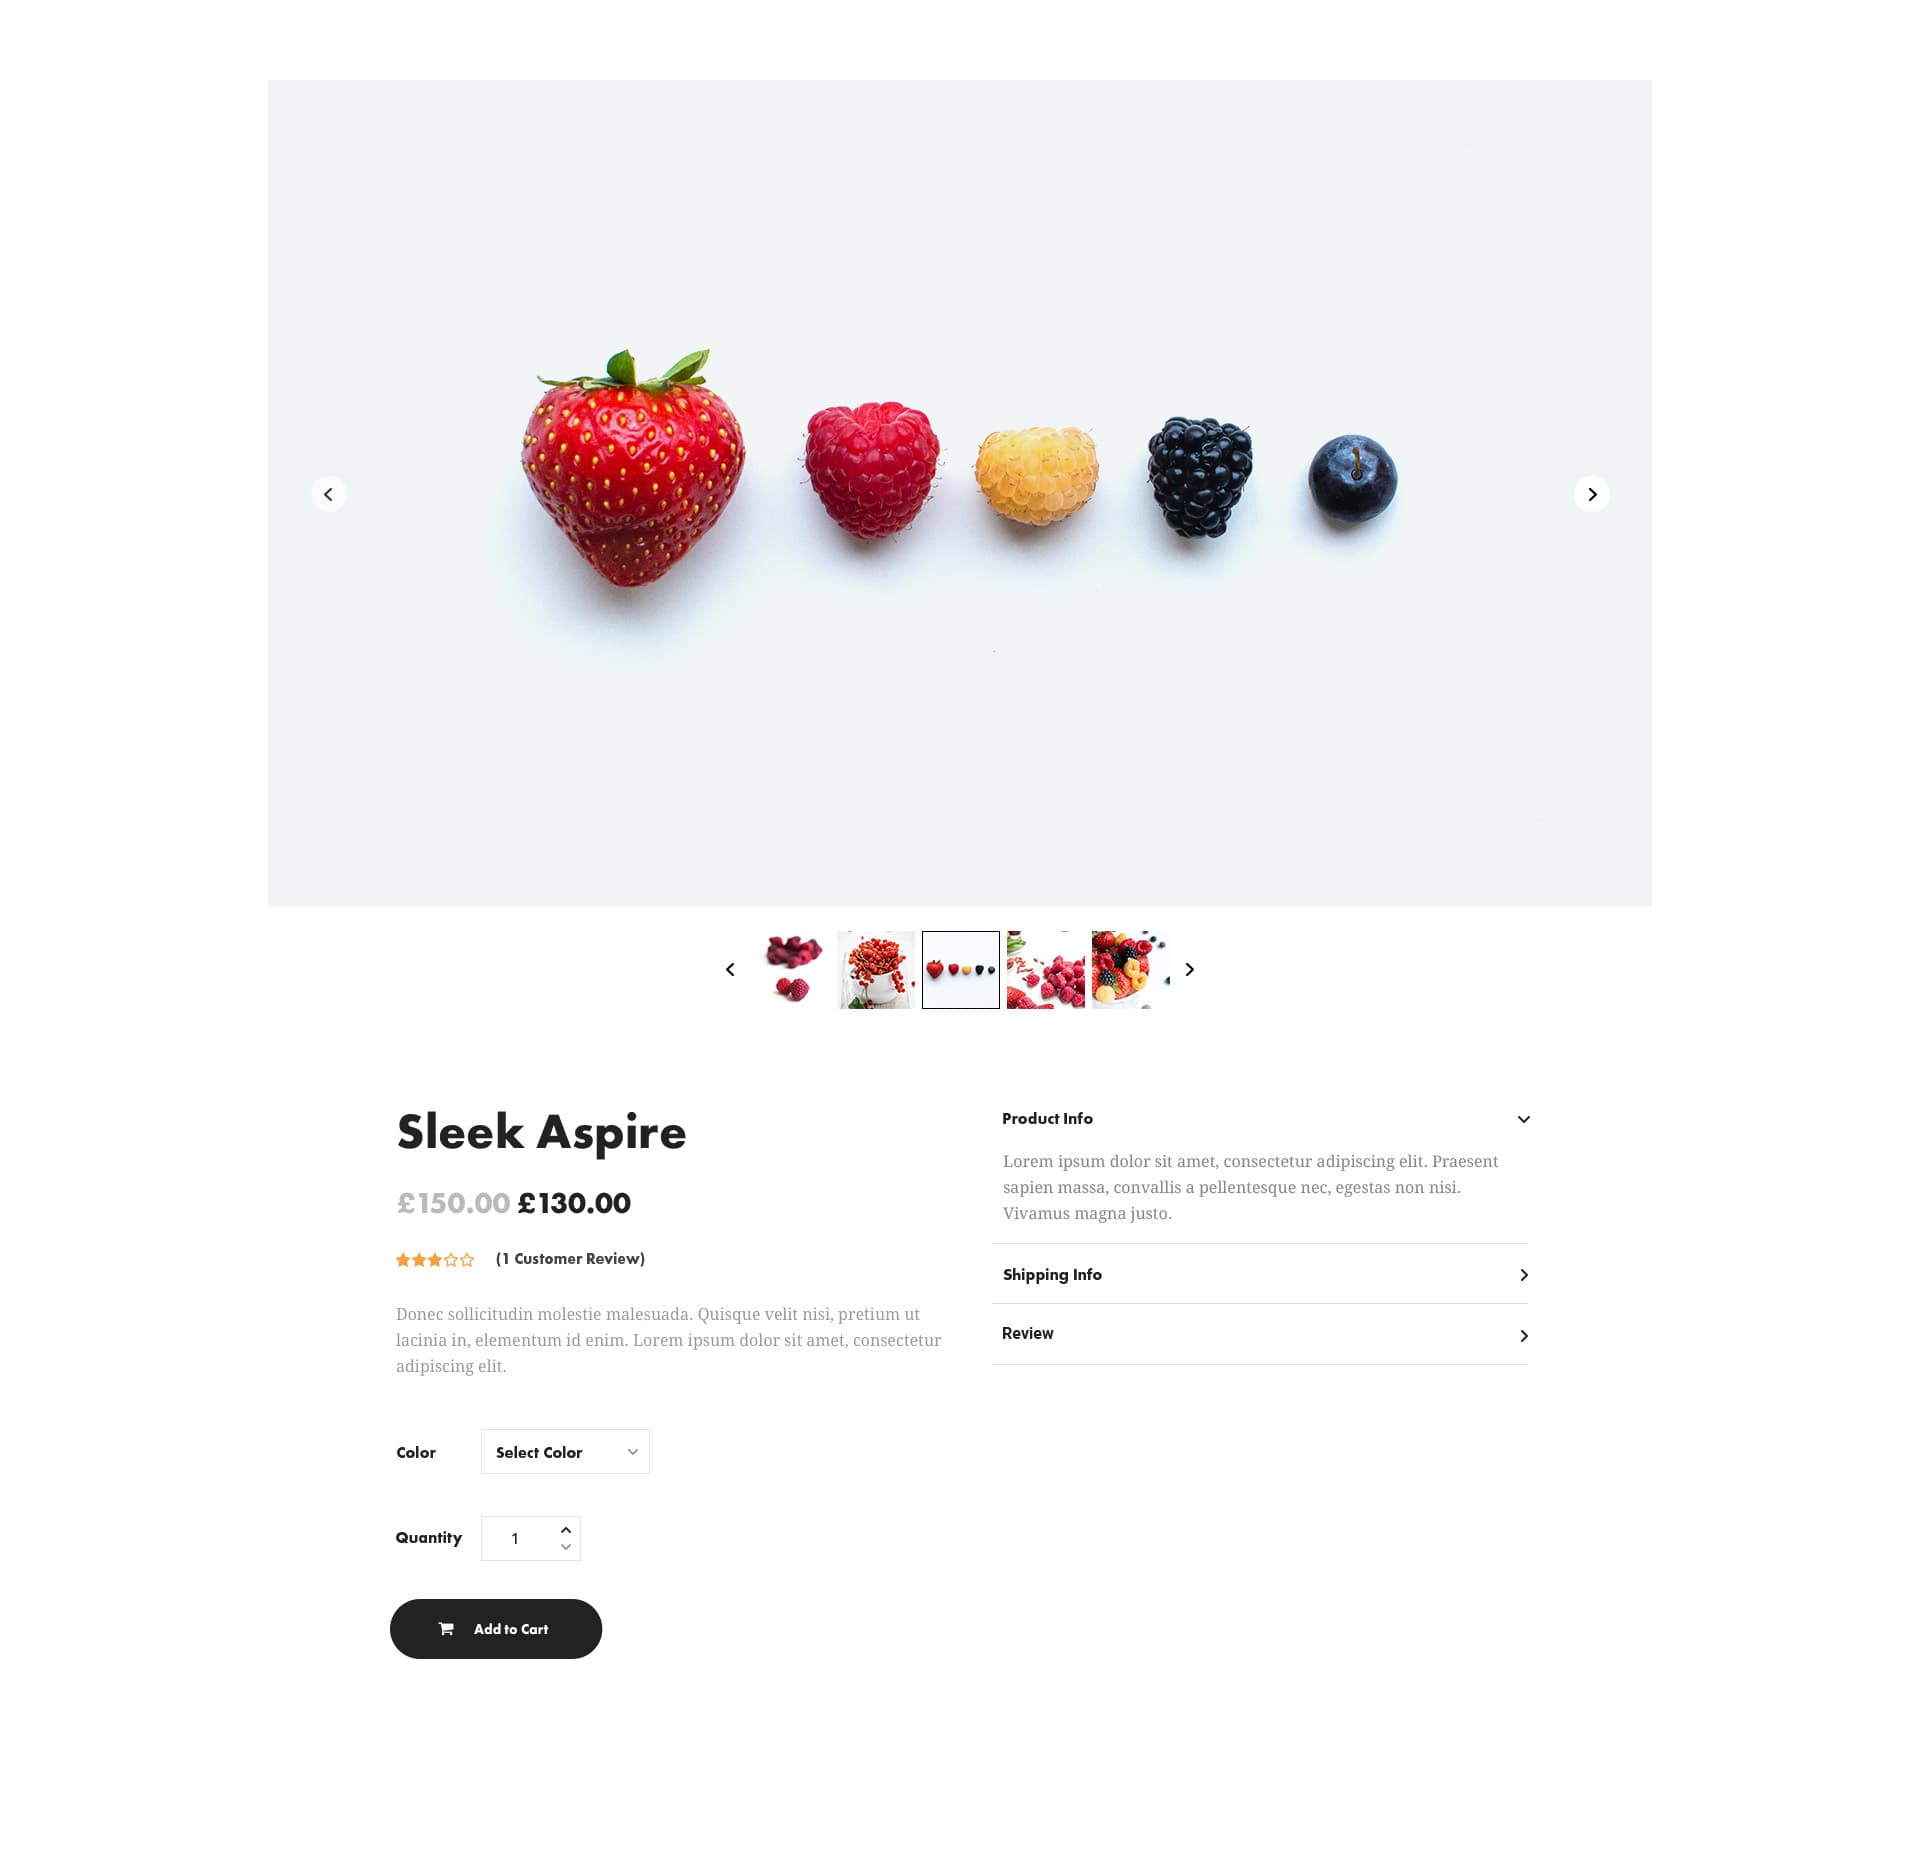 Sleek Aspire
£150.00 £130.00
(1 Customer Review)
Donec sollicitudin molestie malesuada. Quisque velit nisi, pretium ut
lacinia in, elementum id enim. Lorem ipsum dolor sit amet, consectetur
adipiscing elit.
Color
Select Color
Quantity
1
Add to Cart
Product Info
Lorem ipsum dolor sit amet, consectetur adipiscing elit. Praesent
sapien massa, convallis a pellentesque nec, egestas non nisi.
Vivamus magna justo.
Shipping Info
Review